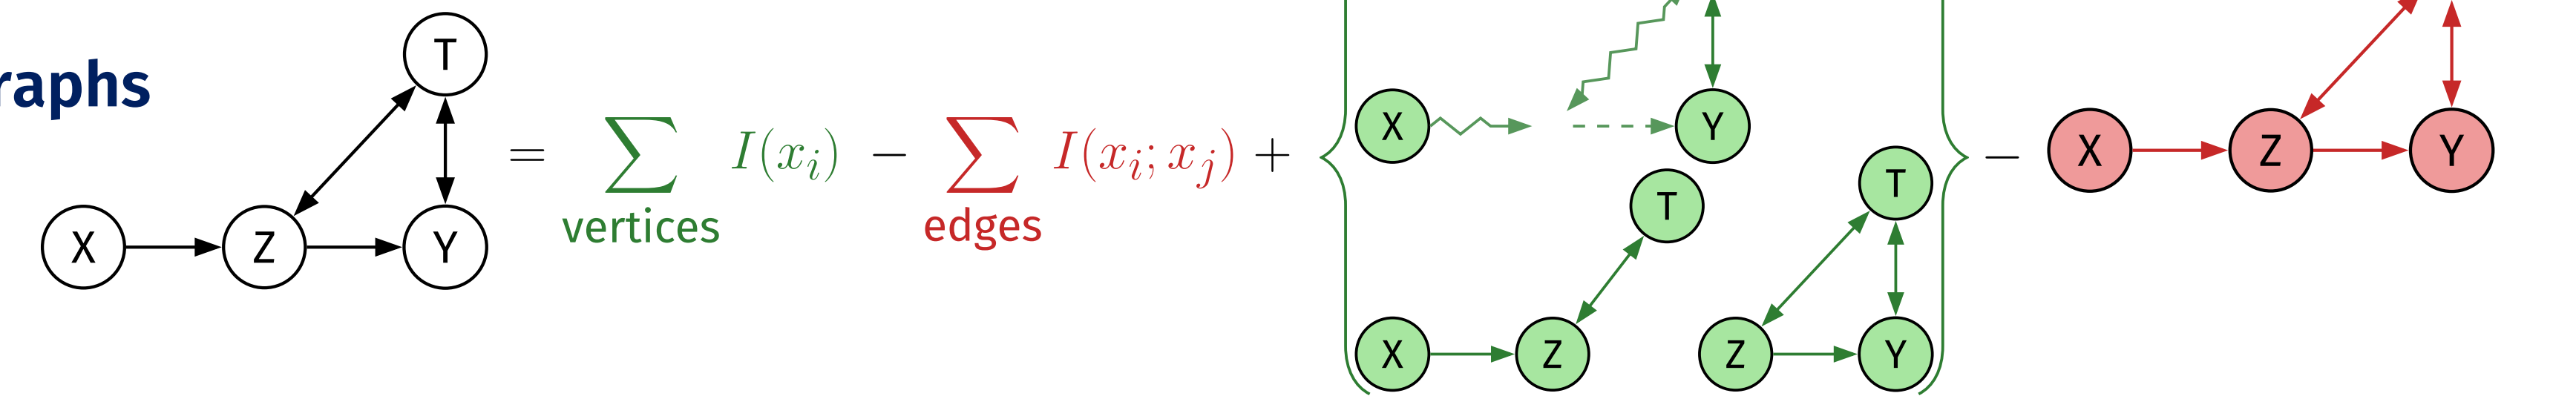 raphs
T
X Z Y
= ∑ I(x_i) − ∑ I(x_i; x_j) +
vertices edges
X Y
T T
X Z Z Y
− X Z Y